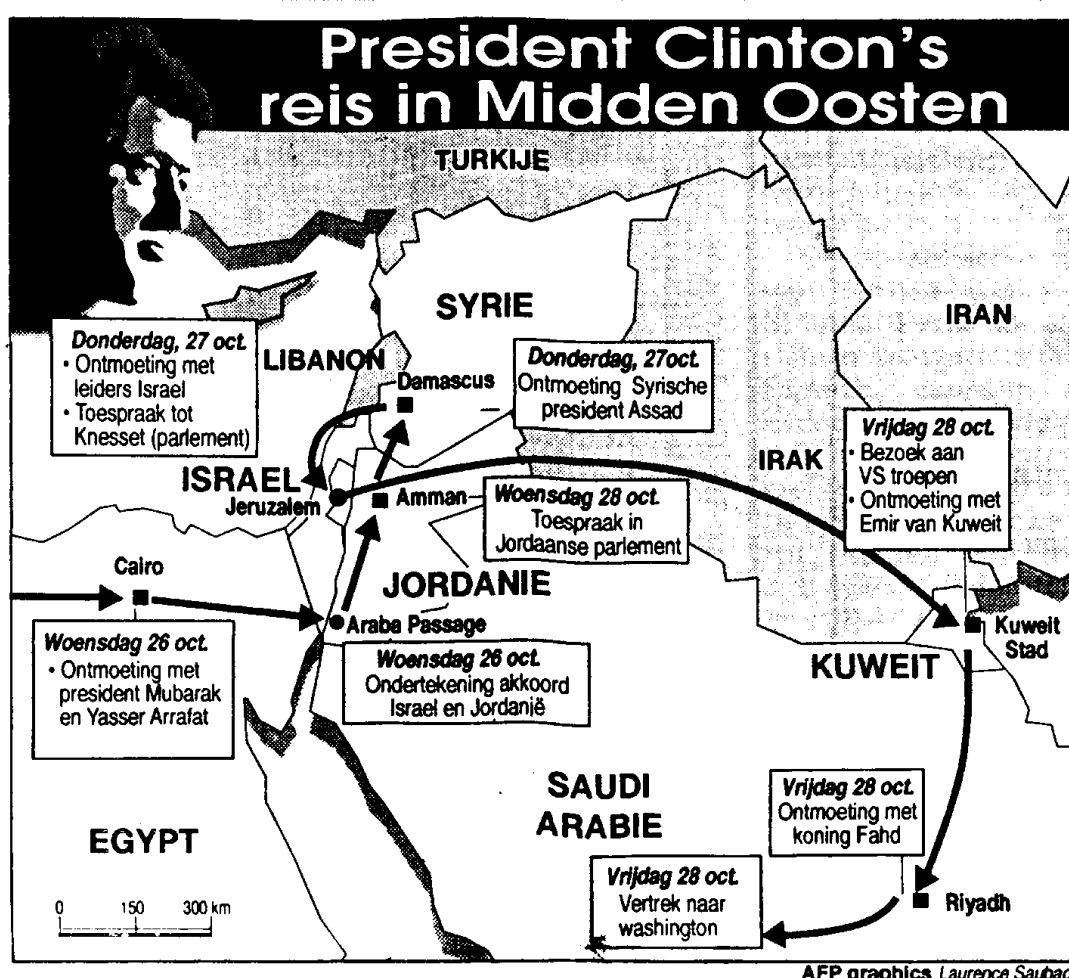 President Clinton's
reis in Midden Oosten
TURKIJE
SYRIE
IRAN
Donderdag, 27 oct.
• Ontmoeting met
leiders Israel
• Toespraak tot
Knesset (parlement)
LIBANON
Damascus
Donderdag, 27oct.
Ontmoeting Syrische
president Assad
IRAK
Vrijdag 28 oct.
• Bezoek aan
VS troepen
• Ontmoeting met
Emir van Kuweit
ISRAEL
Jeruzalem
Amman
Woensdag 28 oct.
Toespraak in
Jordaanse parlement
Cairo
JORDANIE
Araba Passage
Kuweit
Stad
KUWEIT
Woensdag 26 oct.
• Ontmoeting met
president Mubarak
en Yasser Arrafat
Woensdag 26 oct.
Ondertekening akkoord
Israel en Jordanië
SAUDI
ARABIE
Vrijdag 28 oct.
Ontmoeting met
koning Fahd
EGYPT
Vrijdag 28 oct.
Vertrek naar
washington
Riyadh
0 150 300 km
AFP graphics Laurence Saubad